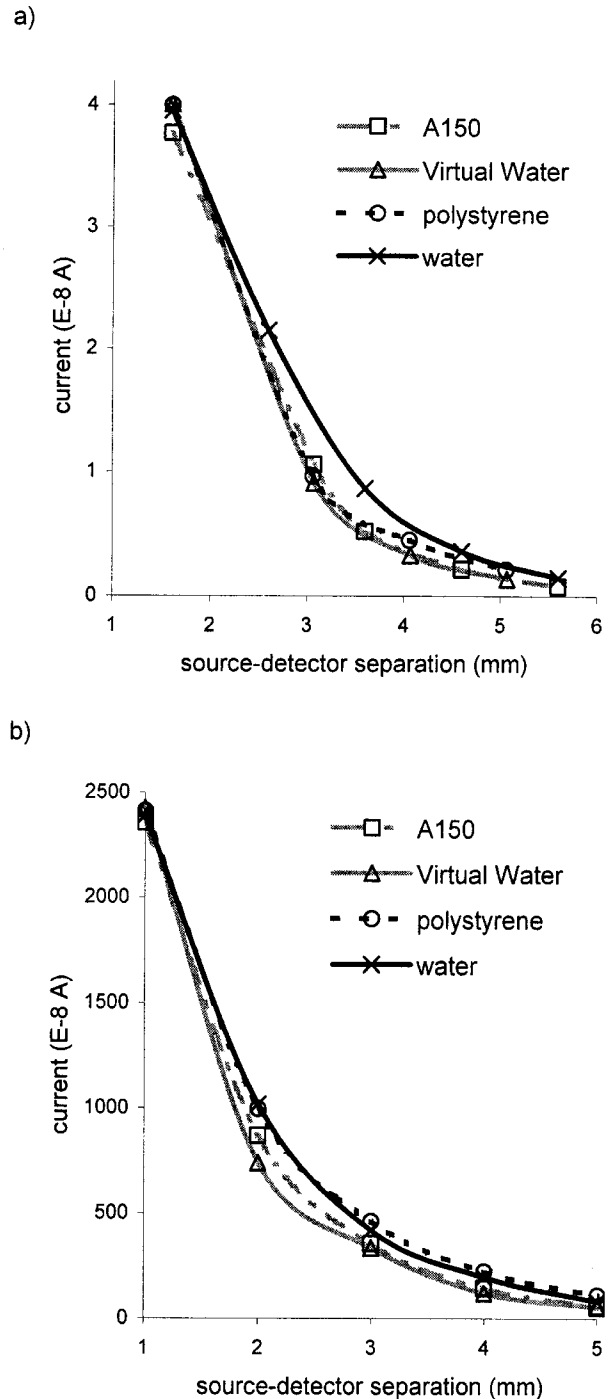 a)
4
3
2
1
0
current (E-8 A)
A150
Virtual Water
polystyrene
water
1 2 3 4 5 6
source-detector separation (mm)
b)
2500
2000
1500
1000
500
0
current (E-8 A)
A150
Virtual Water
polystyrene
water
1 2 3 4 5
source-detector separation (mm)